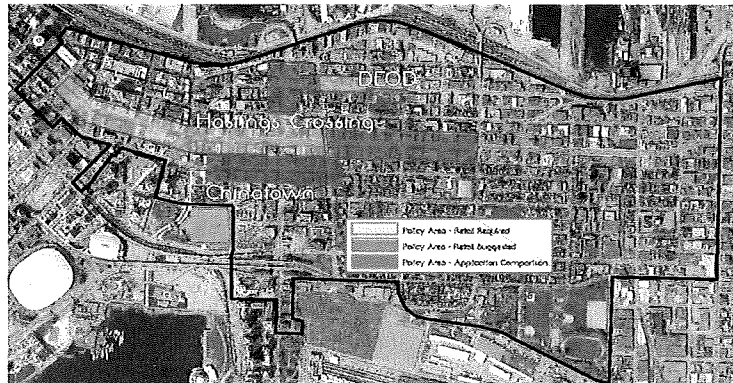 DEOD
Hastings Crossing
Chinatown
Policy Area - Retail Required
Policy Area - Retail Suggested
Policy Area - Application Comparison